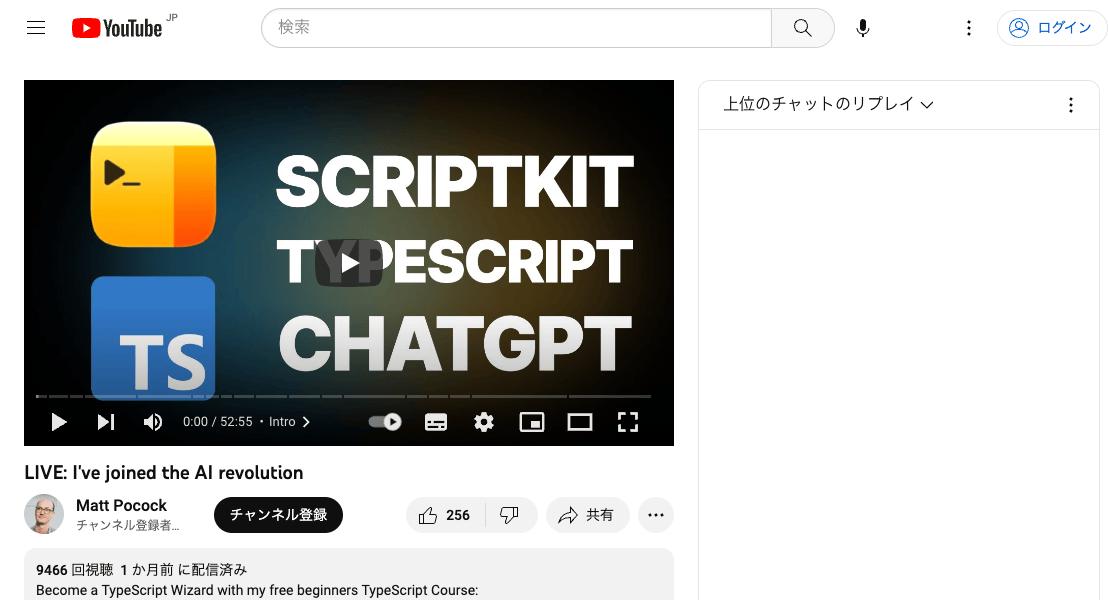 YouTube JP
検索
ログイン
SCRIPTKIT
TYPESCRIPT
CHATGPT
TS
0:00 / 52:55 • Intro
上位のチャットのリプレイ
LIVE: I've joined the AI revolution
Matt Pocock
チャンネル登録者...
チャンネル登録
256
共有
9466 回視聴 1 か月前 に配信済み
Become a TypeScript Wizard with my free beginners TypeScript Course: